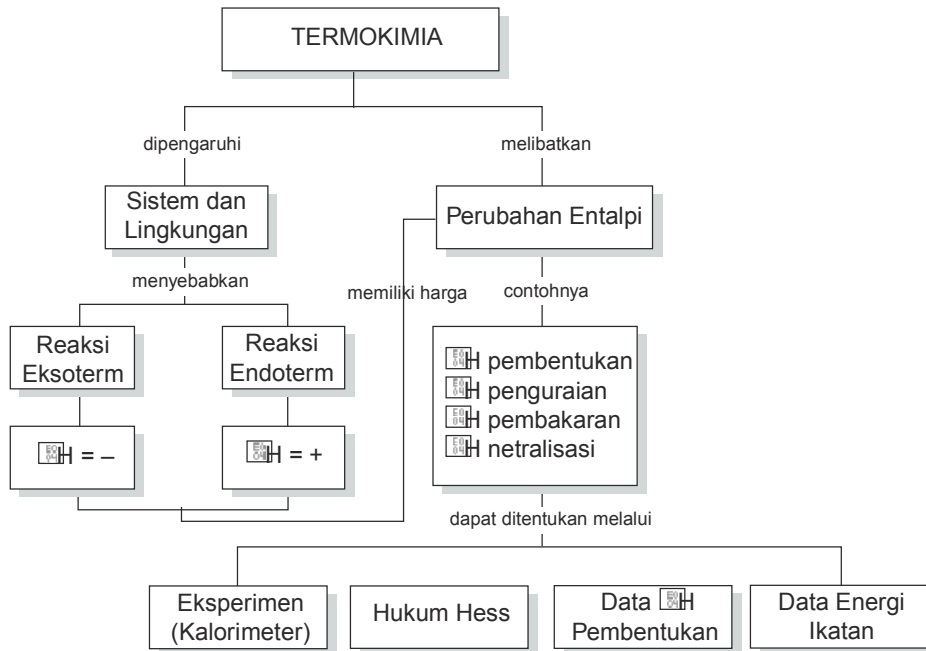 TERMOKIMIA
dipengaruhi
melibatkan
Sistem dan
Lingkungan
Perubahan Entalpi
menyebabkan
memiliki harga
contohnya
Reaksi
Eksoterm
Reaksi
Endoterm
H pembentukan
H penguraian
H pembakaran
H netralisasi
H = –
H = +
dapat ditentukan melalui
Eksperimen
(Kalorimeter)
Hukum Hess
Data H
Pembentukan
Data Energi
Ikatan